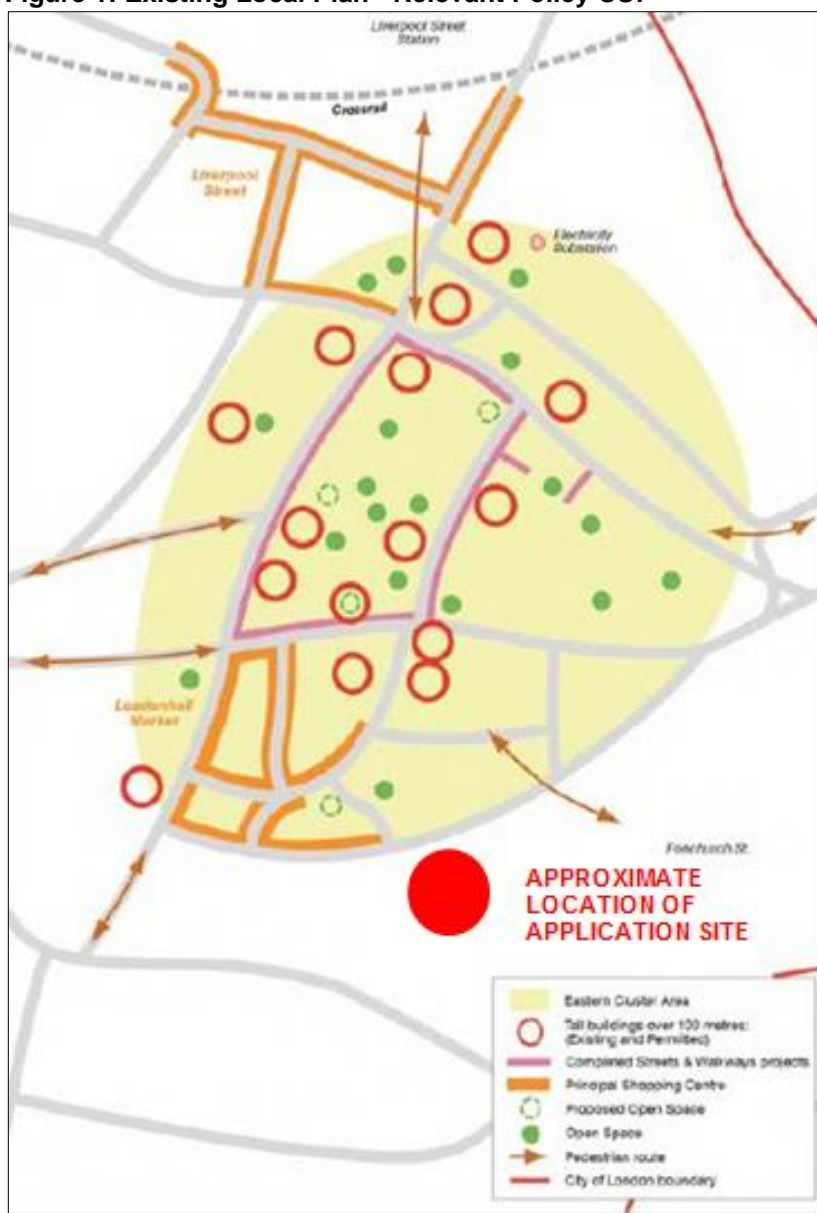 Figure 1: Existing Local Plan - Relevant Policy CS7
Liverpool Street
Station
Crossrail
Liverpool
Street
Electricity
Substation
Leadenhall
Market
Fenchurch St.
APPROXIMATE
LOCATION OF
APPLICATION SITE
Eastern Cluster Area
Tall buildings over 100 metres:
(Existing and Permitted)
Completed Streets & Walkways projects
Principal Shopping Centre
Proposed Open Space
Open Space
Pedestrian route
City of London boundary